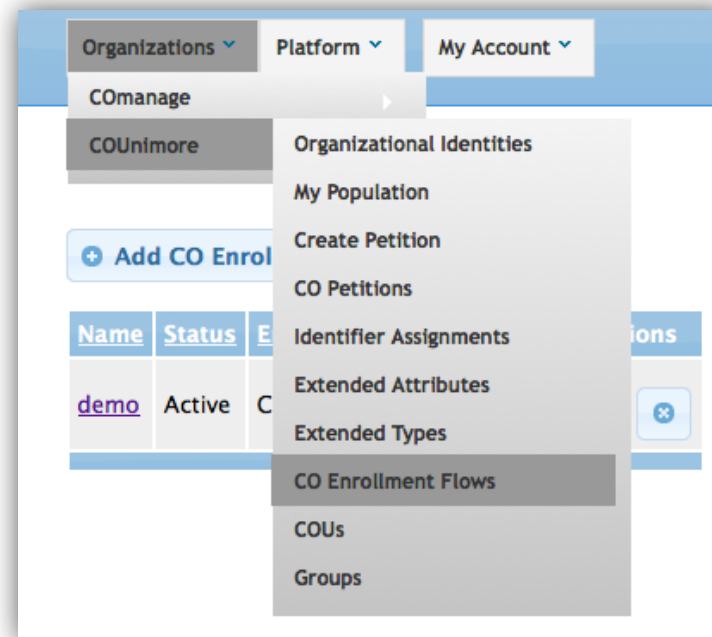 Organizations Platform My Account
COmanage
COUnimore
Organizational Identities
My Population
Create Petition
CO Petitions
Identifier Assignments
Extended Attributes
Extended Types
CO Enrollment Flows
COUs
Groups
Add CO
Name Status
demo Active